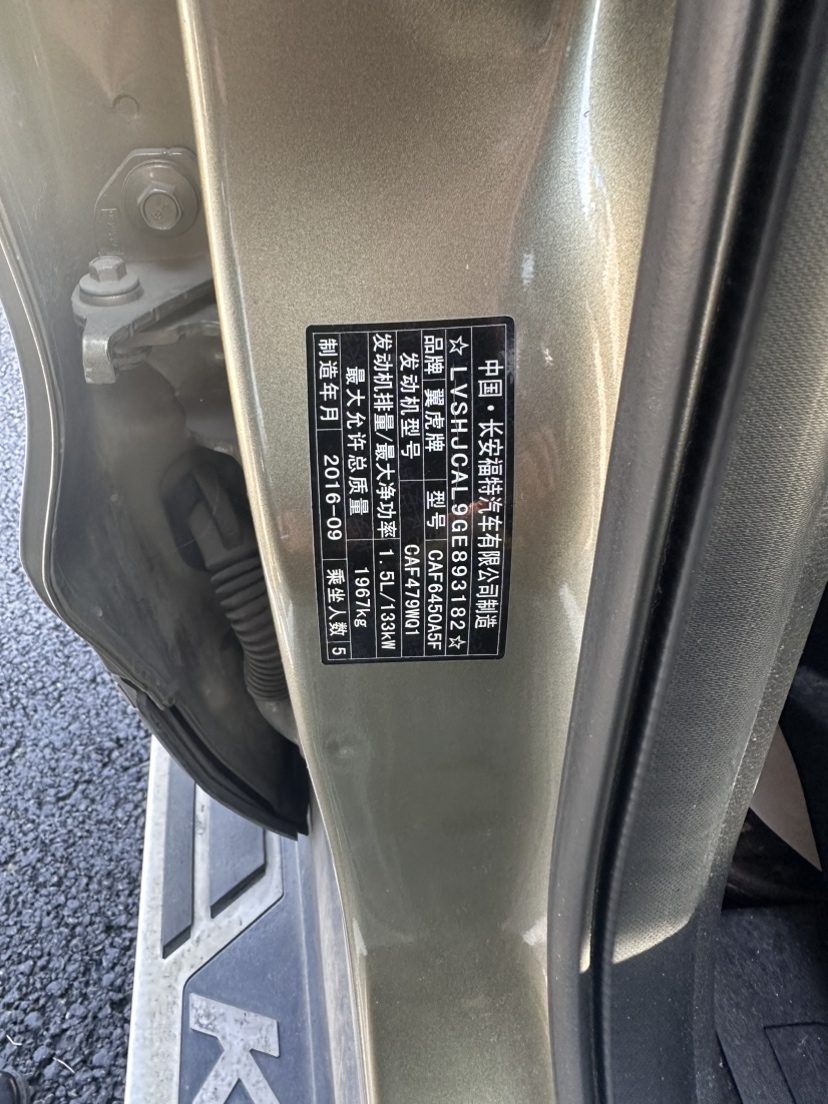 中国·长安福特汽车有限公司制造
☆LVSHJCAL9GE893182☆
品牌 翼虎牌 型号 CAF6450A5F
发动机型号 CAF479WQ1
发动机排量/最大净功率 1.5L/133kW
最大允许总质量 1967kg
制造年月 2016-09 乘坐人数 5
K